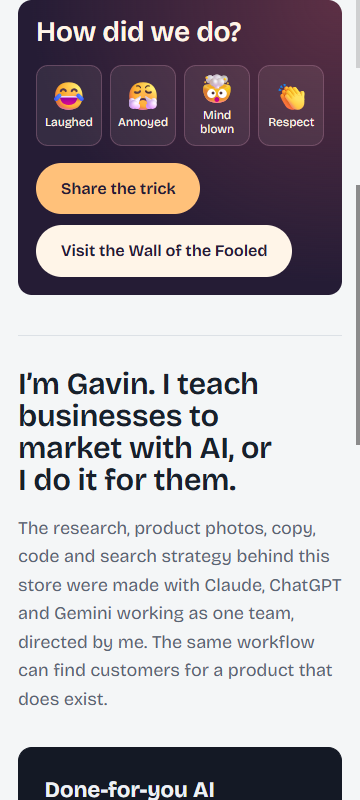 How did we do?
Laughed
Annoyed
Mind
blown
Respect
Share the trick
Visit the Wall of the Fooled
I’m Gavin. I teach
businesses to
market with AI, or
I do it for them.
The research, product photos, copy,
code and search strategy behind this
store were made with Claude, ChatGPT
and Gemini working as one team,
directed by me. The same workflow
can find customers for a product that
does exist.
Done-for-you AI